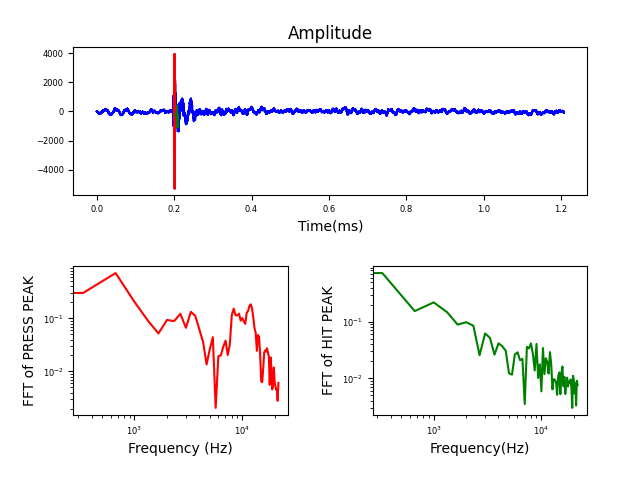 Amplitude
4000
2000
0
−2000
−4000
0.0 0.2 0.4 0.6 0.8 1.0 1.2
Time(ms)
FFT of PRESS PEAK
10⁻¹
10⁻²
10³ 10⁴
Frequency (Hz)
FFT of HIT PEAK
10⁻¹
10⁻²
10³ 10⁴
Frequency(Hz)